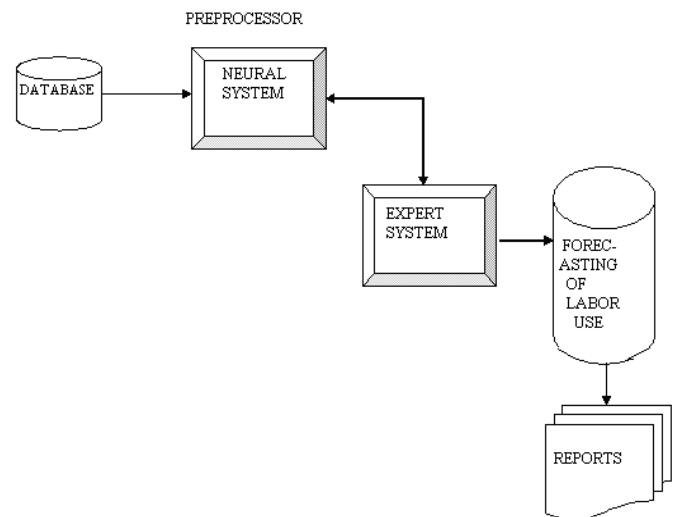 PREPROCESSOR
DATABASE
NEURAL
SYSTEM
EXPERT
SYSTEM
FOREC-
ASTING
OF
LABOR
USE
REPORTS